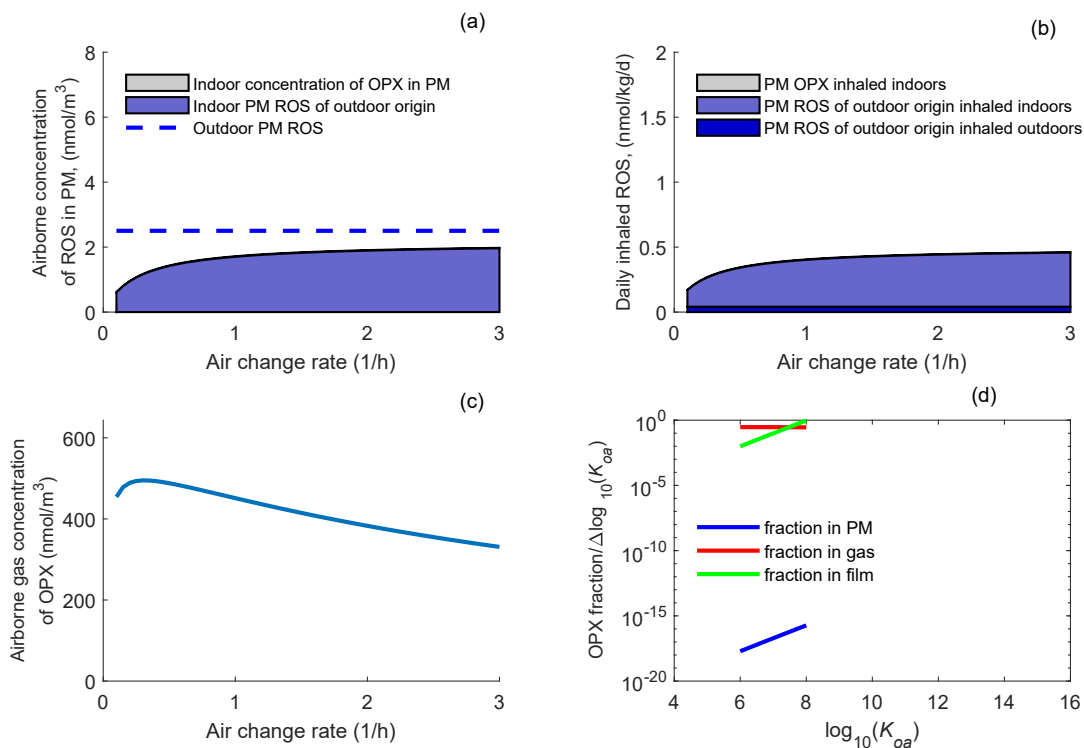 (a)
8
6
4
2
0
Airborne concentration
of ROS in PM, (nmol/m³)
Indoor concentration of OPX in PM
Indoor PM ROS of outdoor origin
Outdoor PM ROS
0 1 2 3
Air change rate (1/h)
(b)
2
1.5
1
0.5
0
Daily inhaled ROS, (nmol/kg/d)
PM OPX inhaled indoors
PM ROS of outdoor origin inhaled indoors
PM ROS of outdoor origin inhaled outdoors
0 1 2 3
Air change rate (1/h)
(c)
600
400
200
0
Airborne gas concentration
of OPX (nmol/m³)
0 1 2 3
Air change rate (1/h)
(d)
10⁰
10⁻⁵
10⁻¹⁰
10⁻¹⁵
10⁻²⁰
OPX fraction/Δlog₁₀(Kₒₐ)
fraction in PM
fraction in gas
fraction in film
4 6 8 10 12 14 16
log₁₀(Kₒₐ)